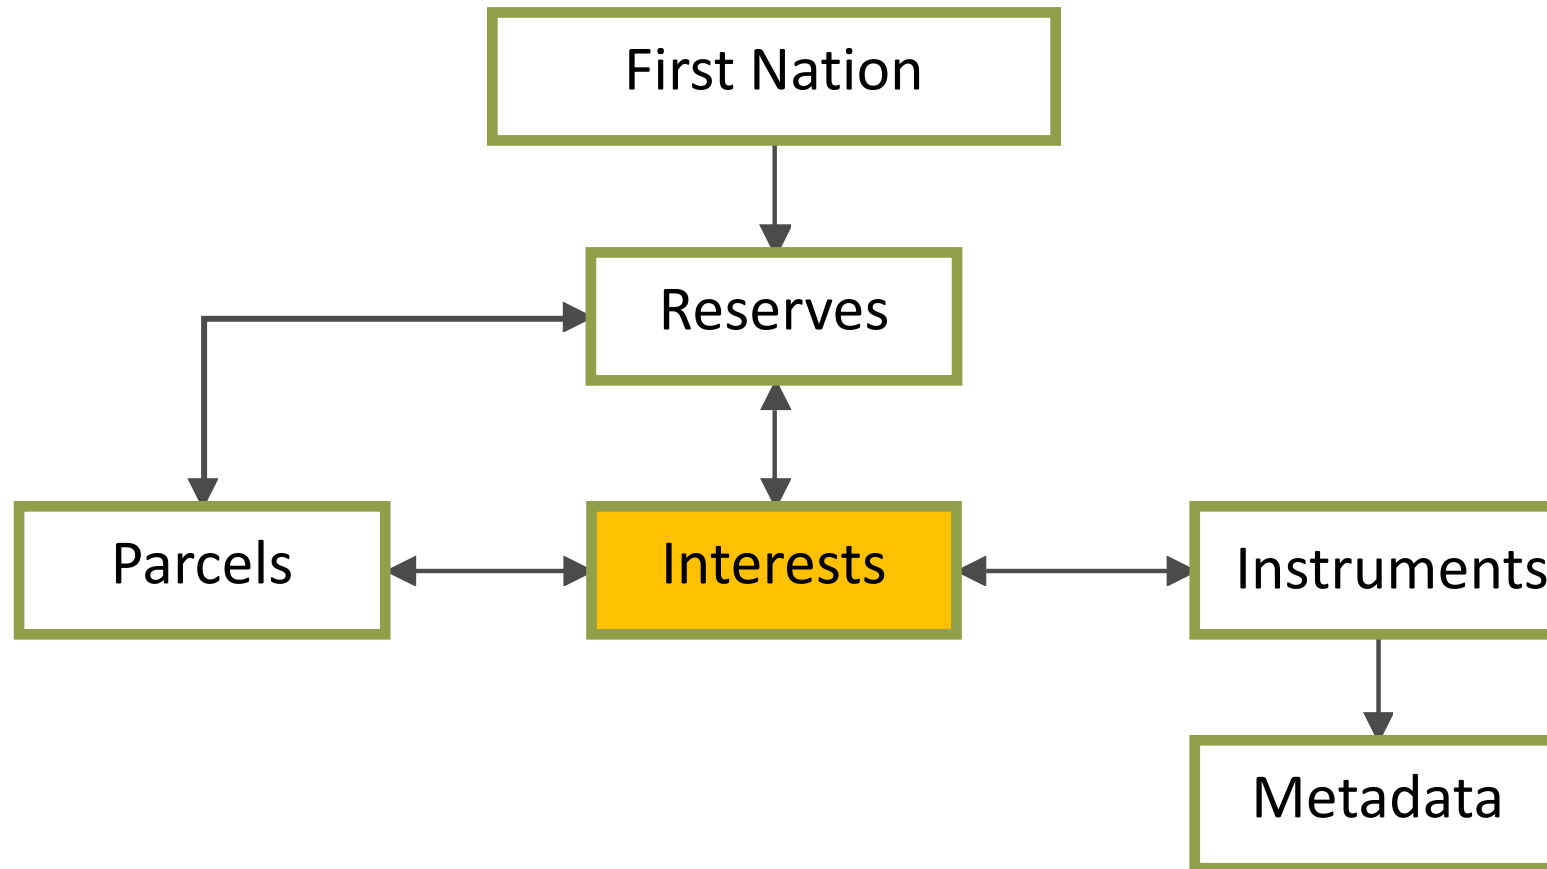 First Nation
Reserves
Parcels
Interests
Instruments
Metadata